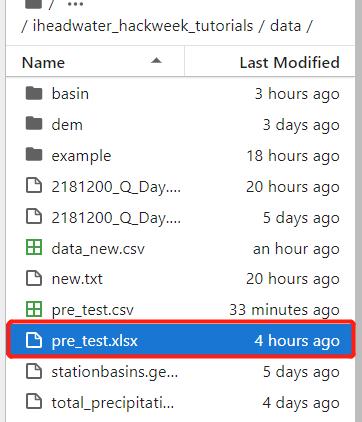 / ···
/ iheadwater_hackweek_tutorials / data /
Name Last Modified
basin 3 hours ago
dem 3 days ago
example 18 hours ago
2181200_Q_Day.... 20 hours ago
2181200_Q_Day.... 5 days ago
data_new.csv an hour ago
new.txt 20 hours ago
pre_test.csv 33 minutes ago
pre_test.xlsx 4 hours ago
stationbasins.ge... 5 days ago
total_precipitati... 4 days ago